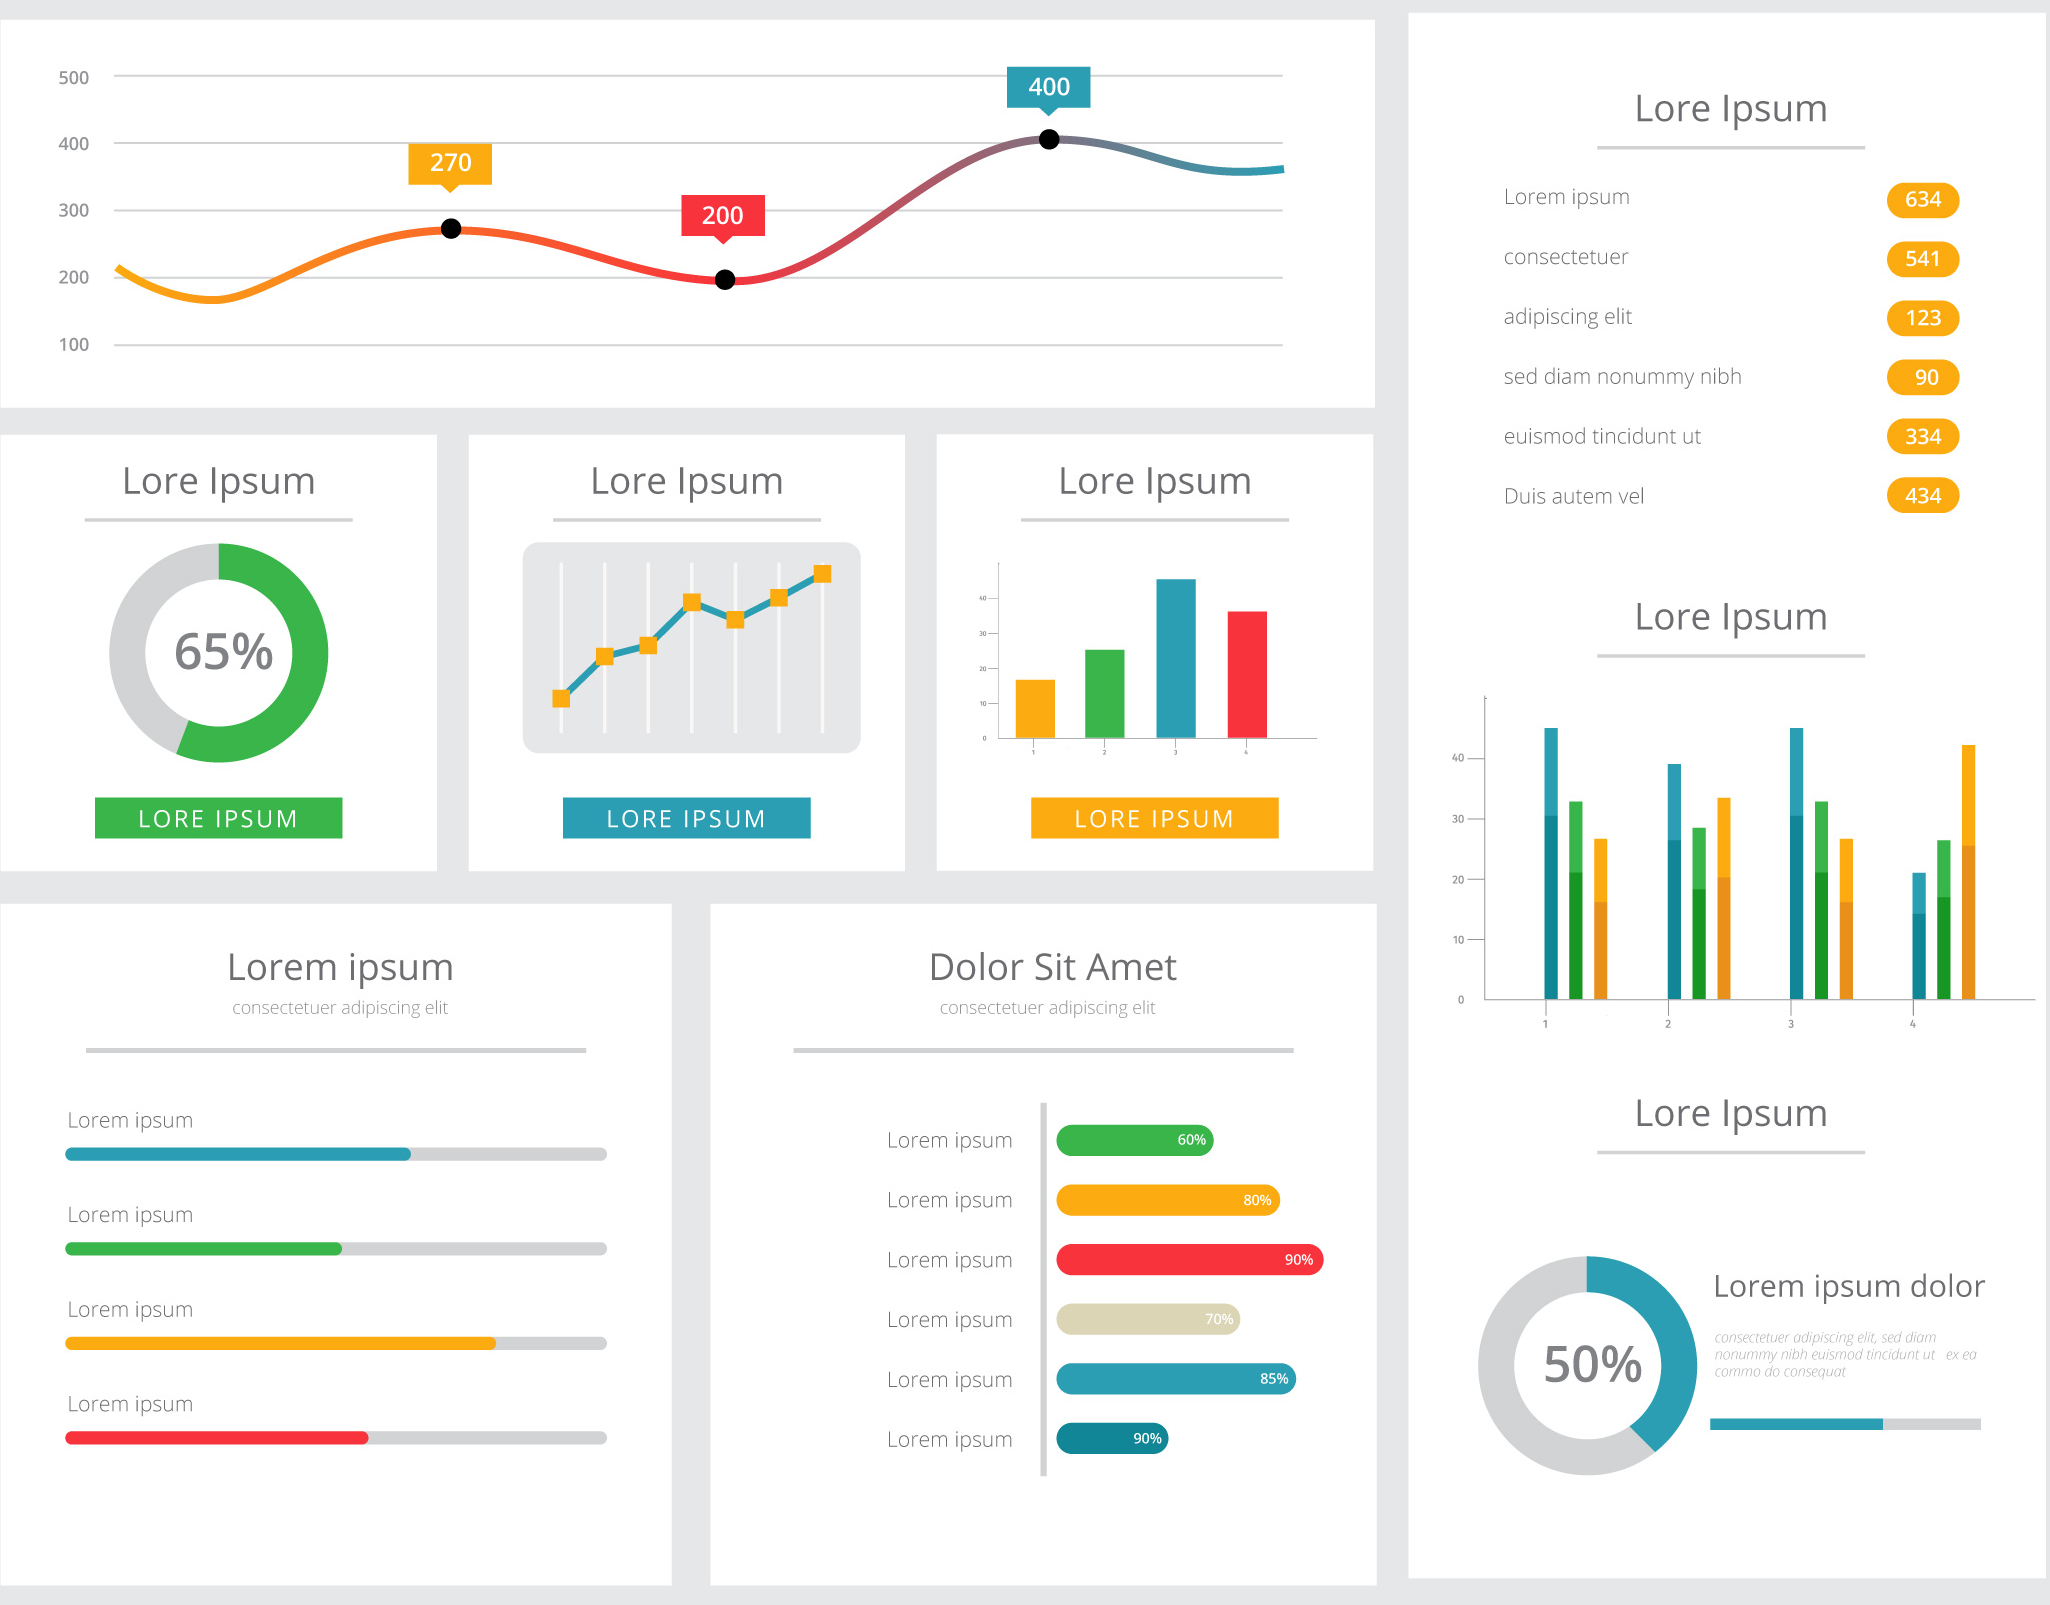 500
400
300
200
100
270
200
400
Lore Ipsum
65%
LORE IPSUM
Lore Ipsum
LORE IPSUM
Lore Ipsum
40
30
20
10
0
1 2 3 4
LORE IPSUM
Lorem ipsum
consectetuer adipiscing elit
Lorem ipsum
Lorem ipsum
Lorem ipsum
Lorem ipsum
Dolor Sit Amet
consectetuer adipiscing elit
Lorem ipsum 60%
Lorem ipsum 80%
Lorem ipsum 90%
Lorem ipsum 70%
Lorem ipsum 85%
Lorem ipsum 90%
Lore Ipsum
Lorem ipsum 634
consectetuer 541
adipiscing elit 123
sed diam nonummy nibh 90
euismod tincidunt ut 334
Duis autem vel 434
Lore Ipsum
40
30
20
10
0
1 2 3 4
Lore Ipsum
50%
Lorem ipsum dolor
consectetuer adipiscing elit, sed diam
nonummy nibh euismod tincidunt ut ex ea
commo do consequat